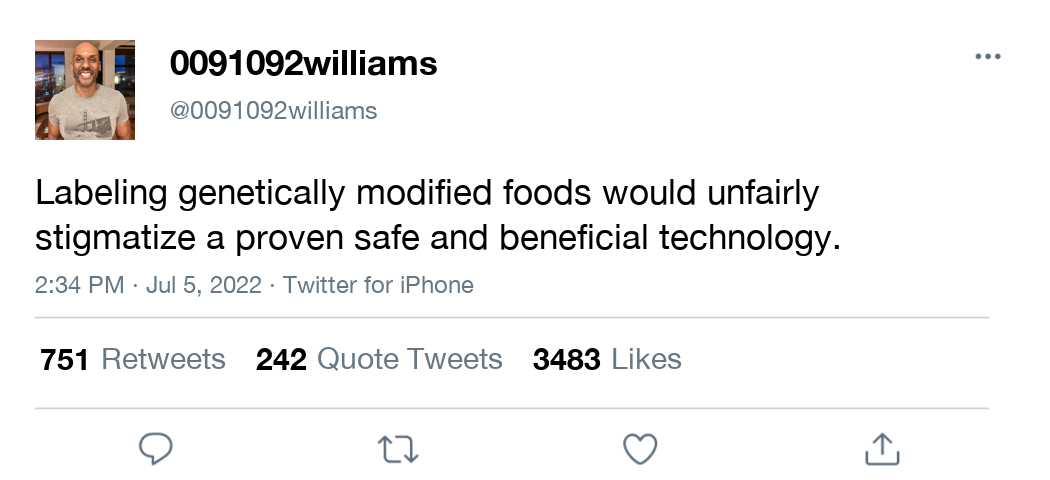 0091092williams
@0091092williams
Labeling genetically modified foods would unfairly
stigmatize a proven safe and beneficial technology.
2:34 PM · Jul 5, 2022 · Twitter for iPhone
751 Retweets 242 Quote Tweets 3483 Likes